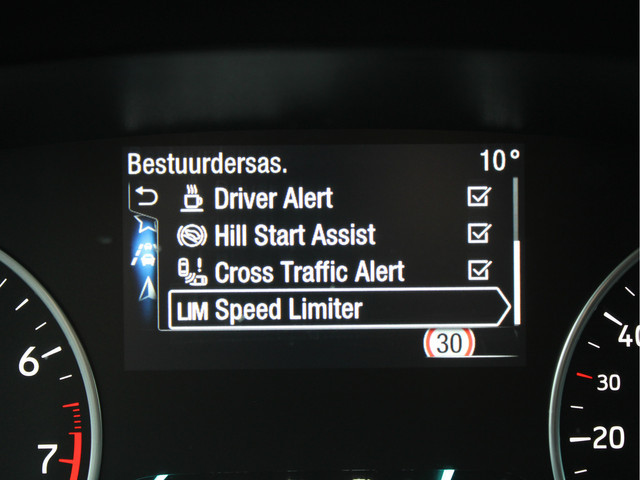 Bestuurdersas. 10°
Driver Alert
Hill Start Assist
Cross Traffic Alert
LIM Speed Limiter
30
6
7
40
30
20